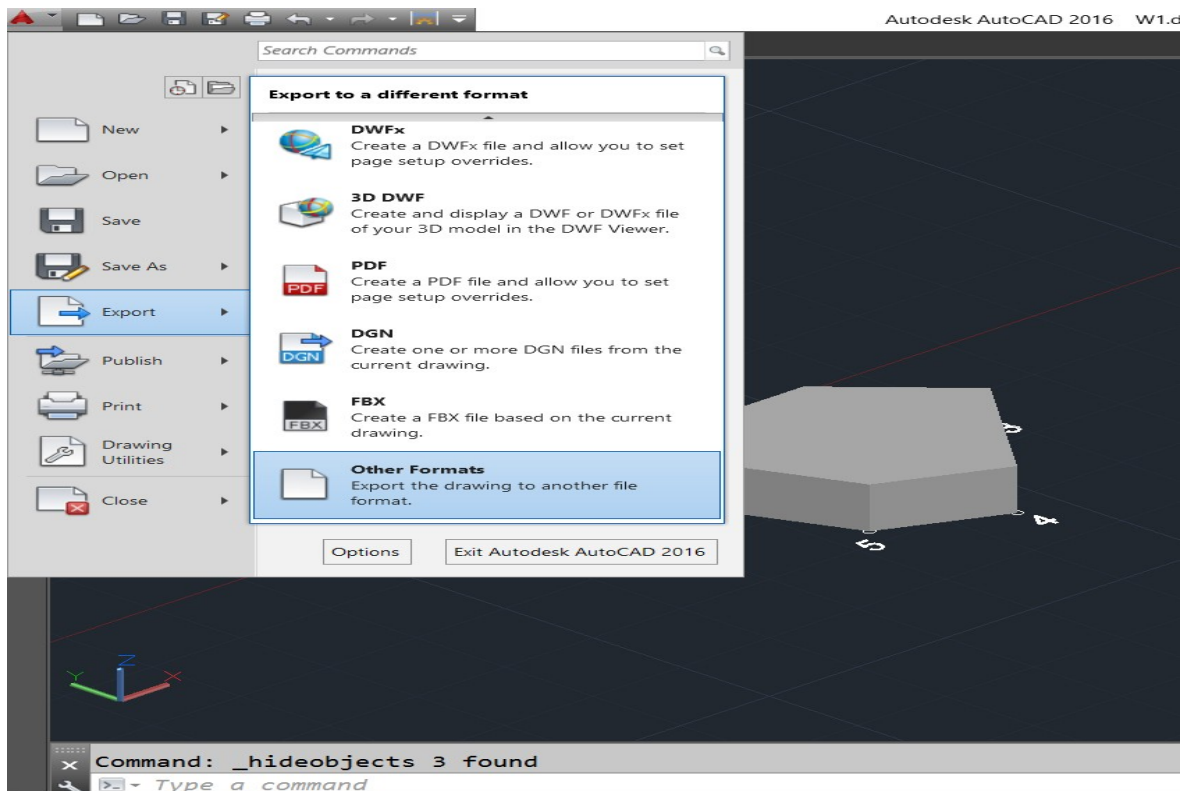 Autodesk AutoCAD 2016 W1.d
Search Commands
Export to a different format
New
Open
Save
Save As
Export
Publish
Print
Drawing
Utilities
Close
DWFx
Create a DWFx file and allow you to set
page setup overrides.
3D DWF
Create and display a DWF or DWFx file
of your 3D model in the DWF Viewer.
PDF
PDF
Create a PDF file and allow you to set
page setup overrides.
DGN
DGN
Create one or more DGN files from the
current drawing.
FBX
FBX
Create a FBX file based on the current
drawing.
Other Formats
Export the drawing to another file
format.
Options
Exit Autodesk AutoCAD 2016
4
5
Z
Y
X
Command: _hideobjects 3 found
Type a command